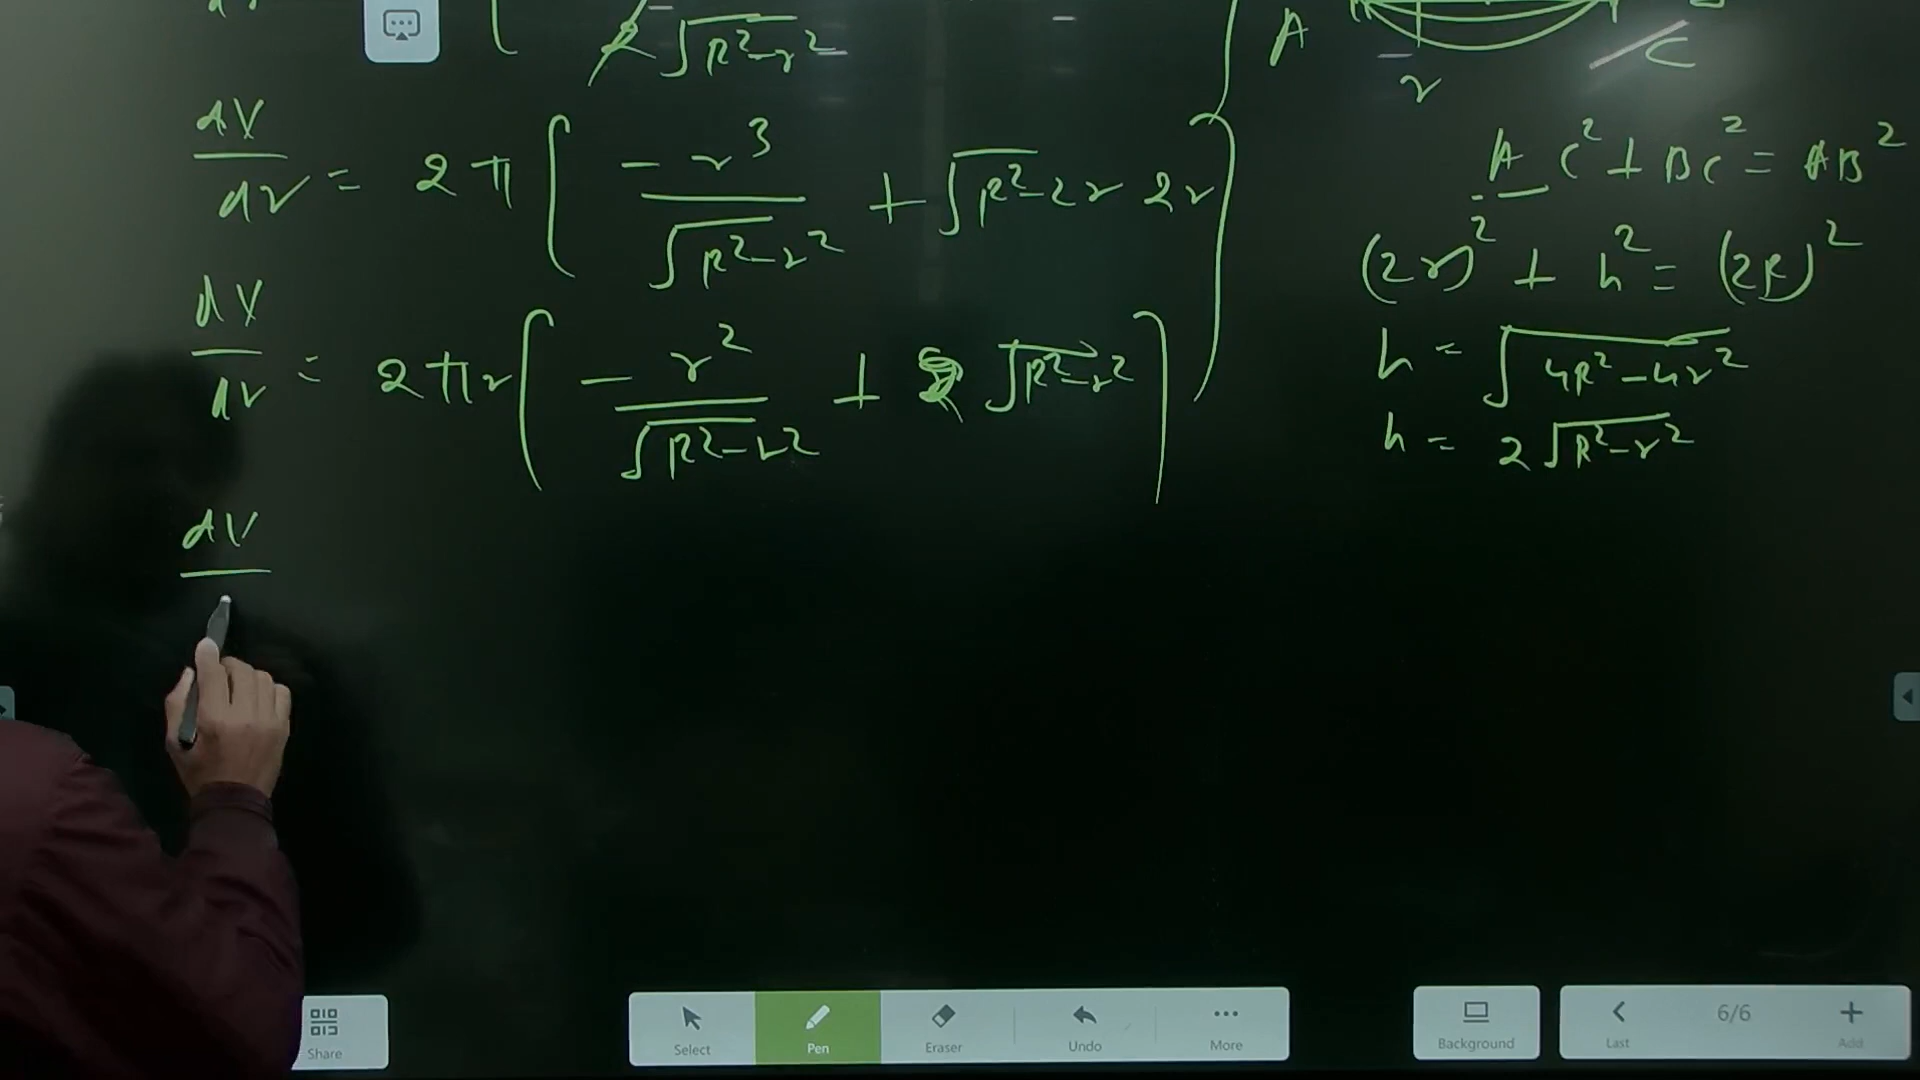 √R²-r²
A
C
r
dV/dr = 2π [ -r³/√R²-r² + √R²-2r 2r ]
AC² + BC² = AB²
(2r)² + h² = (2R)²
dV/dr = 2πr [ -r²/√R²-r² + 2 √R²-r² ]
h = √4R²-4r²
h = 2√R²-r²
dV
Share
Select
Pen
Eraser
Undo
More
Background
Last
6/6
Add